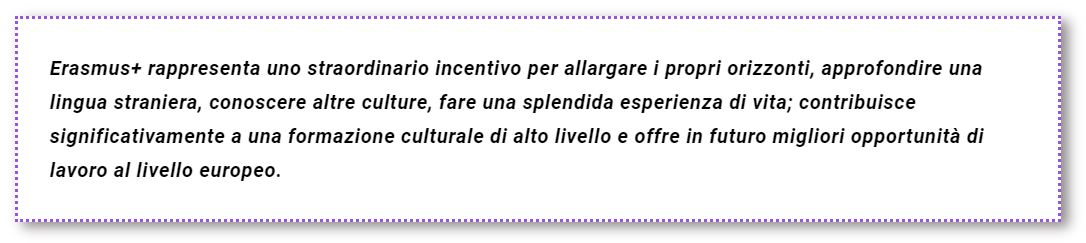 Erasmus+ rappresenta uno straordinario incentivo per allargare i propri orizzonti, approfondire una
lingua straniera, conoscere altre culture, fare una splendida esperienza di vita; contribuisce
significativamente a una formazione culturale di alto livello e offre in futuro migliori opportunità di
lavoro al livello europeo.